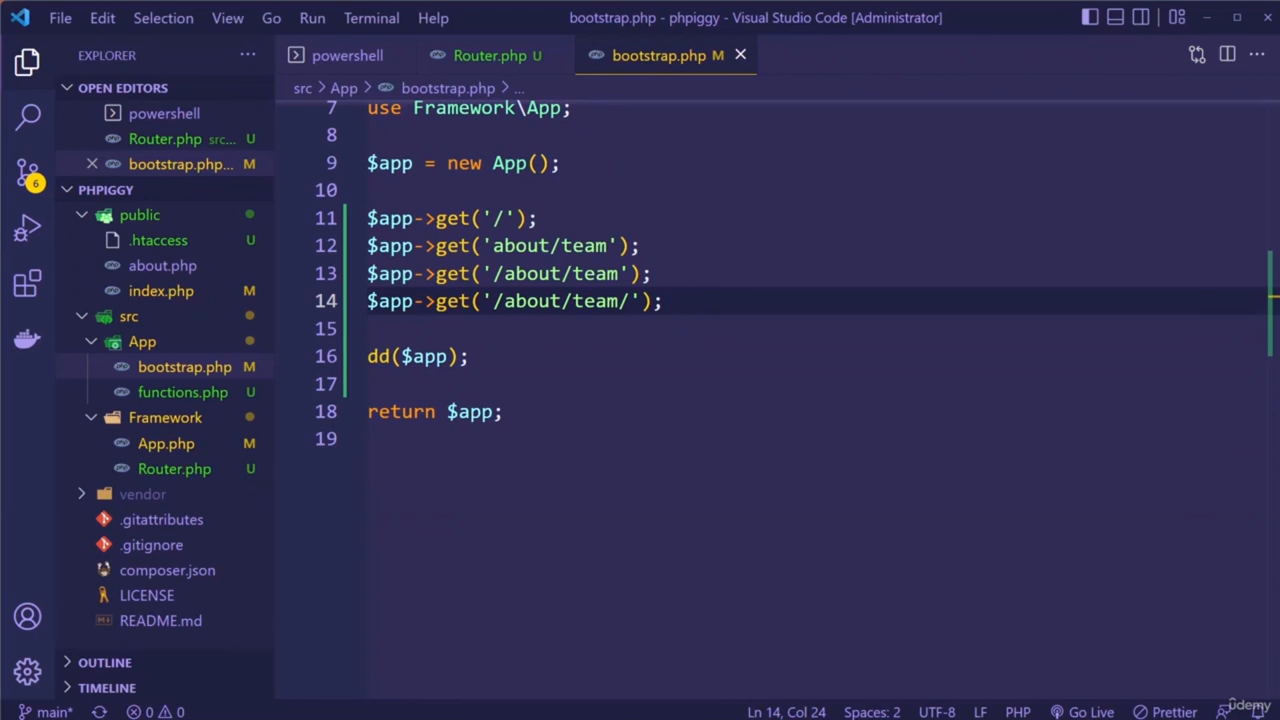 File Edit Selection View Go Run Terminal Help bootstrap.php - phpiggy - Visual Studio Code [Administrator]
EXPLORER ...
powershell Router.php U bootstrap.php M
src > App > bootstrap.php > ...
OPEN EDITORS
powershell
Router.php src... U
bootstrap.php... M
PHPIGGY
public
.htaccess U
about.php
index.php M
src
App
bootstrap.php M
functions.php U
Framework
App.php M
Router.php U
vendor
.gitattributes
.gitignore
composer.json
LICENSE
README.md
OUTLINE
TIMELINE
6
7 use Framework\App;
8
9 $app = new App();
10
11 $app->get('/');
12 $app->get('about/team');
13 $app->get('/about/team');
14 $app->get('/about/team/');
15
16 dd($app);
17
18 return $app;
19
main* 0 0 Ln 14, Col 24 Spaces: 2 UTF-8 LF PHP Go Live Prettier
udemy